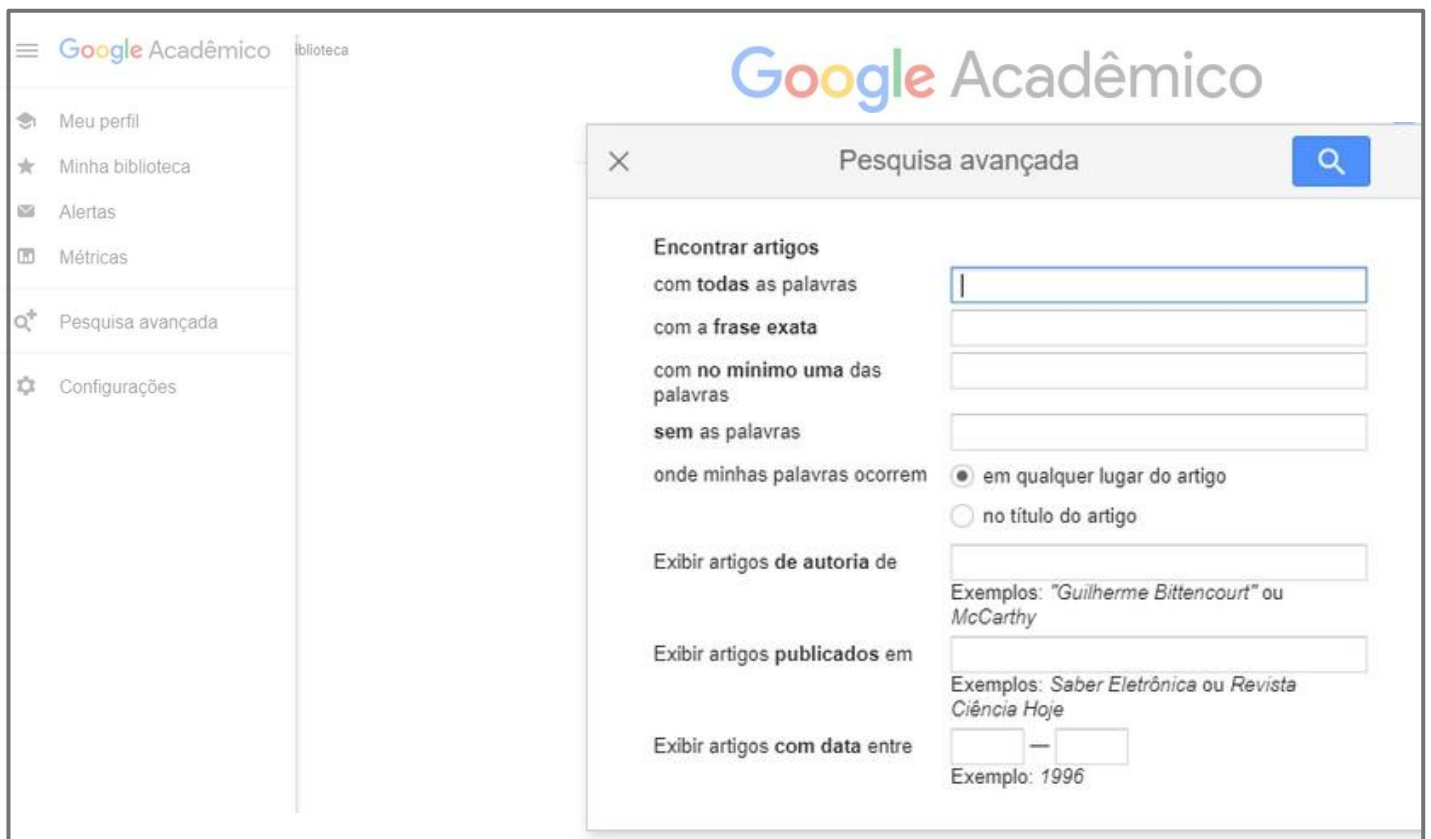 Google Acadêmico
iblioteca
Meu perfil
Minha biblioteca
Alertas
Métricas
Pesquisa avançada
Configurações
Google Acadêmico
Pesquisa avançada
Encontrar artigos
com todas as palavras
com a frase exata
com no mínimo uma das
palavras
sem as palavras
onde minhas palavras ocorrem
em qualquer lugar do artigo
no título do artigo
Exibir artigos de autoria de
Exemplos: "Guilherme Bittencourt" ou
McCarthy
Exibir artigos publicados em
Exemplos: Saber Eletrônica ou Revista
Ciência Hoje
Exibir artigos com data entre
—
Exemplo: 1996